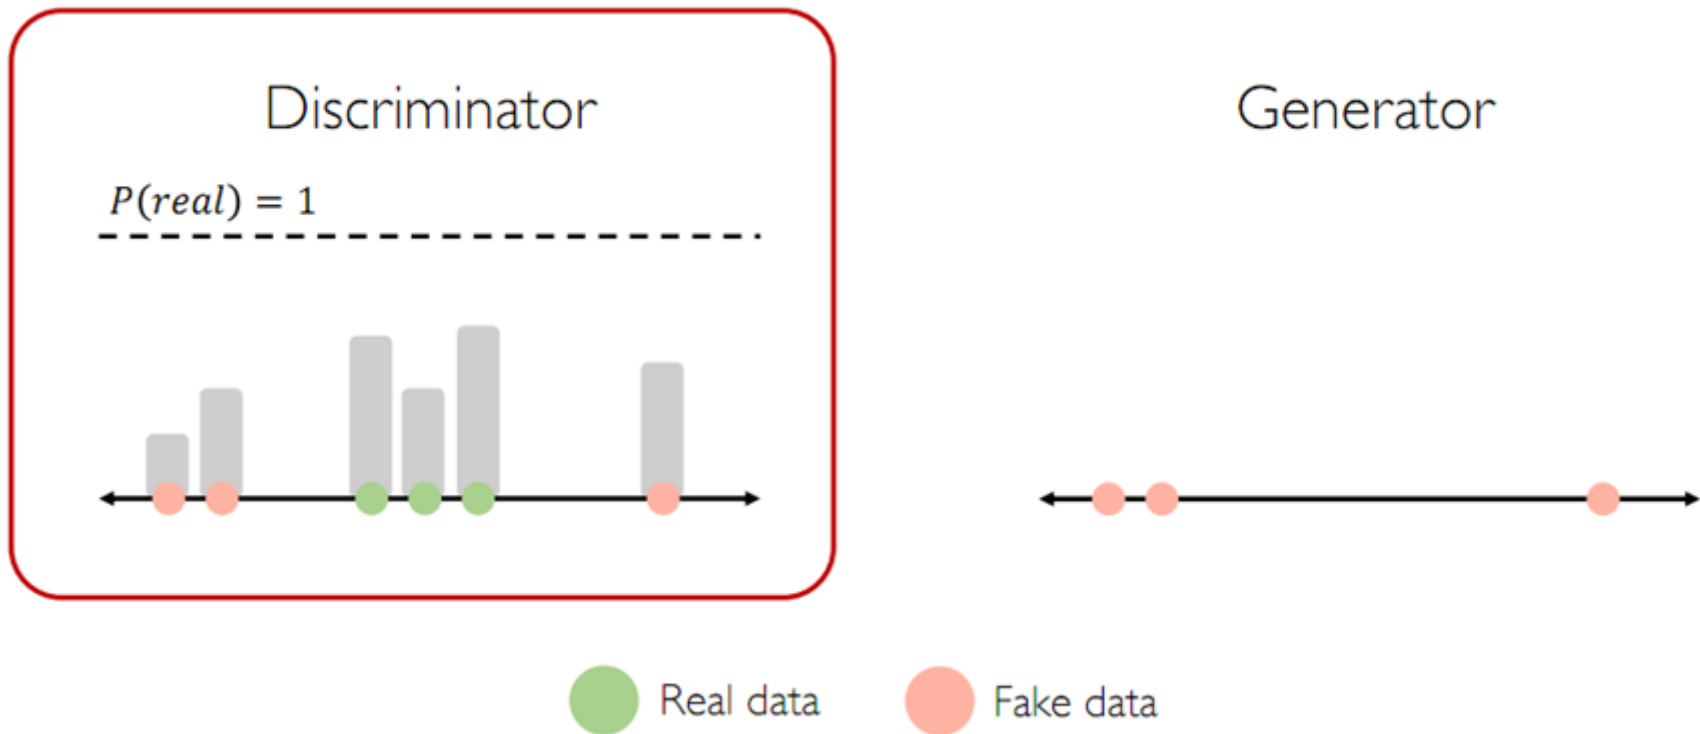 Discriminator
Generator
P(real) = 1
Real data
Fake data